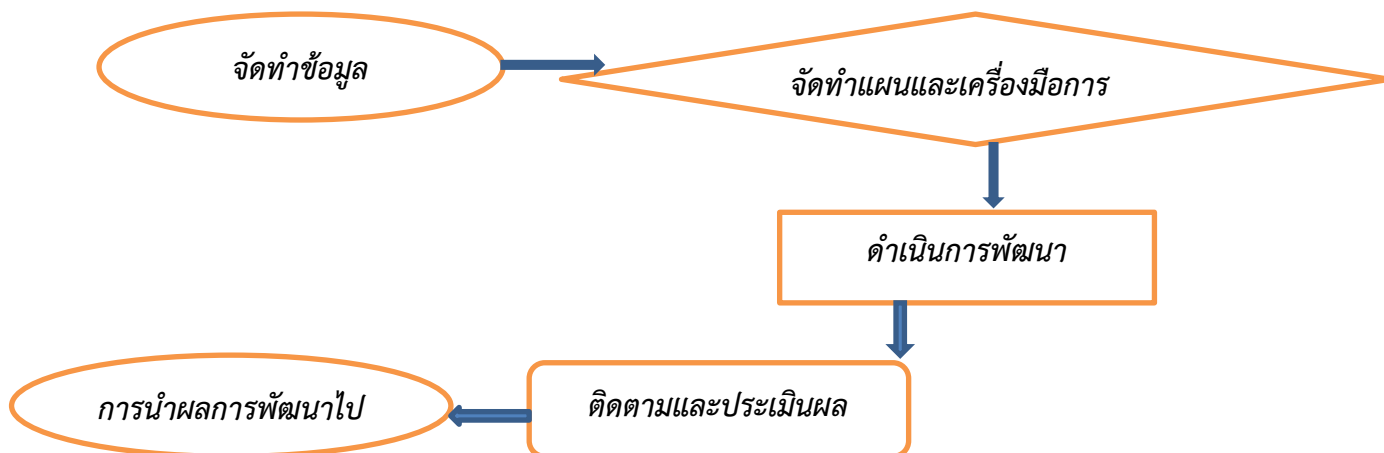 จัดทำข้อมูล
จัดทำแผนและเครื่องมือการ
ดำเนินการพัฒนา
ติดตามและประเมินผล
การนำผลการพัฒนาไป